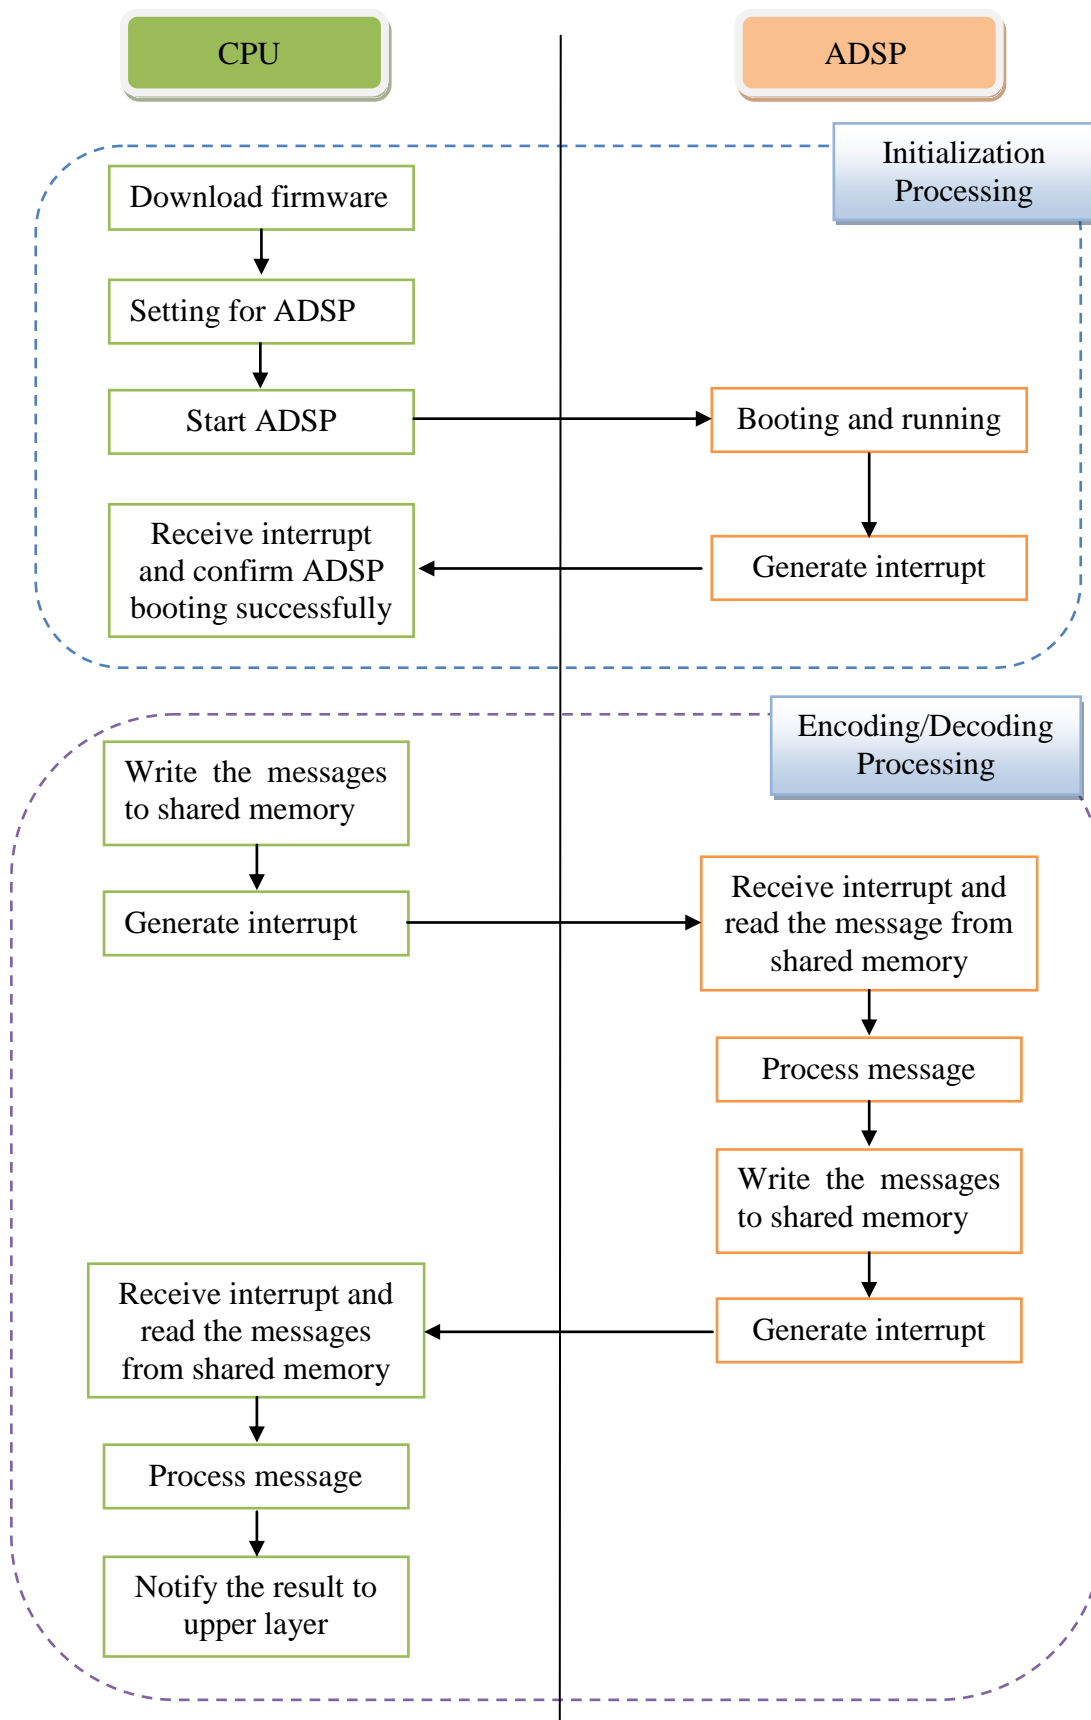 CPU
ADSP
Initialization
Processing
Download firmware
Setting for ADSP
Start ADSP
Booting and running
Receive interrupt
and confirm ADSP
booting successfully
Generate interrupt
Encoding/Decoding
Processing
Write the messages
to shared memory
Generate interrupt
Receive interrupt and
read the message from
shared memory
Process message
Write the messages
to shared memory
Generate interrupt
Receive interrupt and
read the messages
from shared memory
Process message
Notify the result to
upper layer